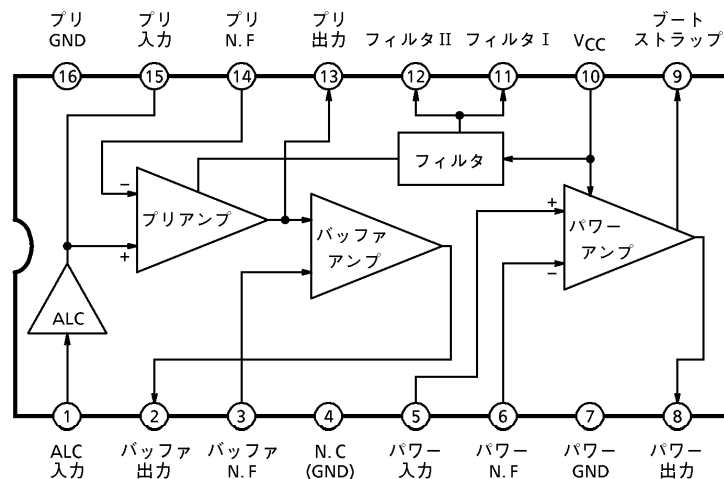 プリ
GND
プリ
入力
プリ
N.F
プリ
出力
フィルタII
フィルタI
VCC
ブート
ストラップ
16
15
14
13
12
11
10
9
フィルタ
−
プリアンプ
+
バッファ
アンプ
+
パワー
アンプ
−
ALC
1
2
3
4
5
6
7
8
ALC
入力
バッファ
出力
バッファ
N.F
N.C
(GND)
パワー
入力
パワー
N.F
パワー
GND
パワー
出力